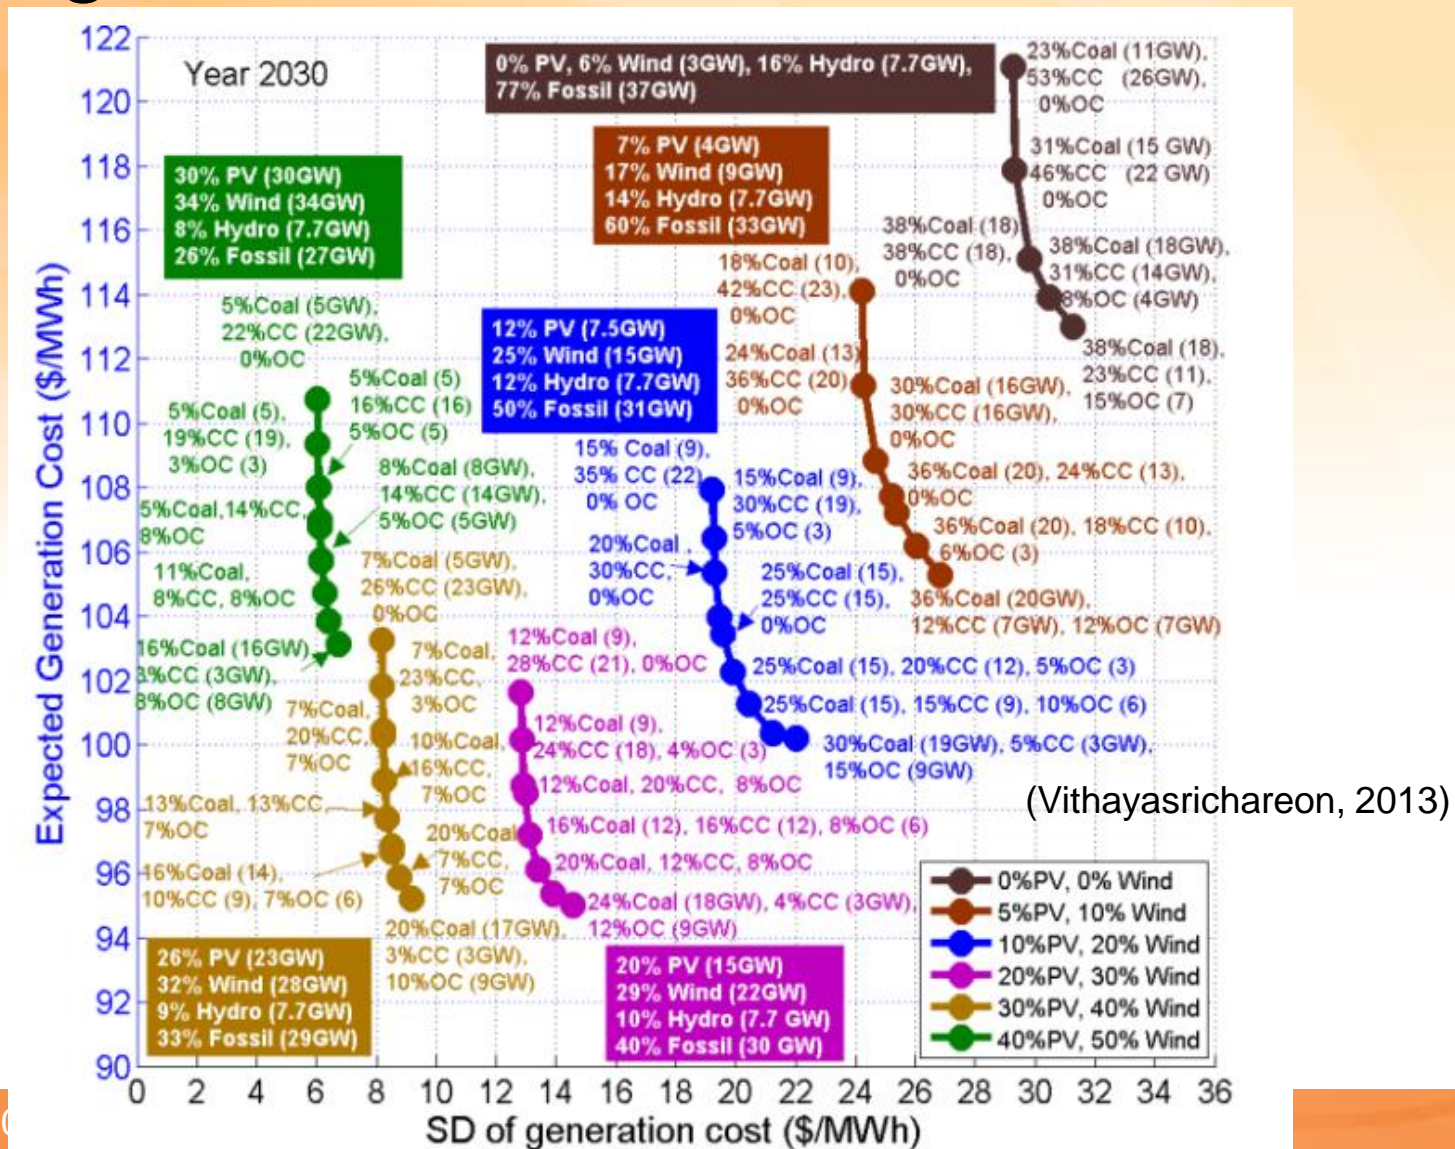 Year 2030
0% PV, 6% Wind (3GW), 16% Hydro (7.7GW),
77% Fossil (37GW)
23%Coal (11GW),
53%CC (26GW),
0%OC
31%Coal (15 GW)
46%CC (22 GW)
0%OC
38%Coal (18)
38%CC (18),
0%OC
38%Coal (18GW),
31%CC (14GW),
8%OC (4GW)
38%Coal (18),
23%CC (11),
15%OC (7)
7% PV (4GW)
17% Wind (9GW)
14% Hydro (7.7GW)
60% Fossil (33GW)
18%Coal (10),
42%CC (23),
0%OC
24%Coal (13)
36%CC (20)
0%OC
30%Coal (16GW),
30%CC (16GW),
0%OC
36%Coal (20), 24%CC (13),
0%OC
36%Coal (20), 18%CC (10),
6%OC (3)
36%Coal (20GW),
12%CC (7GW), 12%OC (7GW)
30% PV (30GW)
34% Wind (34GW)
8% Hydro (7.7GW)
26% Fossil (27GW)
5%Coal (5GW),
22%CC (22GW),
0%OC
5%Coal (5)
16%CC (16)
5%OC (5)
5%Coal (5),
19%CC (19),
3%OC (3)
8%Coal (8GW),
14%CC (14GW),
5%OC (5GW)
5%Coal,14%CC,
8%OC
11%Coal,
8%CC, 8%OC
16%Coal (16GW)
3%CC (3GW),
8%OC (8GW)
12% PV (7.5GW)
25% Wind (15GW)
12% Hydro (7.7GW)
50% Fossil (31GW)
15% Coal (9),
35% CC (22)
0% OC
15%Coal (9),
30%CC (19),
5%OC (3)
20%Coal ,
30%CC,
0%OC
25%Coal (15),
25%CC (15),
0%OC
25%Coal (15), 20%CC (12), 5%OC (3)
25%Coal (15), 15%CC (9), 10%OC (6)
30%Coal (19GW), 5%CC (3GW),
15%OC (9GW)
7%Coal (5GW),
26%CC (23GW),
0%OC
7%Coal,
23%CC,
3%OC
7%Coal,
20%CC,
7%OC
10%Coal,
16%CC,
7%OC
13%Coal, 13%CC,
7%OC
20%Coal
7%CC,
7%OC
16%Coal (14),
10%CC (9), 7%OC (6)
20%Coal (17GW),
3%CC (3GW),
10%OC (9GW)
26% PV (23GW)
32% Wind (28GW)
9% Hydro (7.7GW)
33% Fossil (29GW)
12%Coal (9),
28%CC (21), 0%OC
12%Coal (9),
24%CC (18), 4%OC (3)
12%Coal, 20%CC, 8%OC
16%Coal (12), 16%CC (12), 8%OC (6)
20%Coal, 12%CC, 8%OC
24%Coal (18GW), 4%CC (3GW),
12%OC (9GW)
20% PV (15GW)
29% Wind (22GW)
10% Hydro (7.7 GW)
40% Fossil (30 GW)
(Vithayasrichareon, 2013)
0%PV, 0% Wind
5%PV, 10% Wind
10%PV, 20% Wind
20%PV, 30% Wind
30%PV, 40% Wind
40%PV, 50% Wind
Expected Generation Cost ($/MWh)
122
120
118
116
114
112
110
108
106
104
102
100
98
96
94
92
90
0 2 4 6 8 10 12 14 16 18 20 22 24 26 28 30 32 34 36
SD of generation cost ($/MWh)